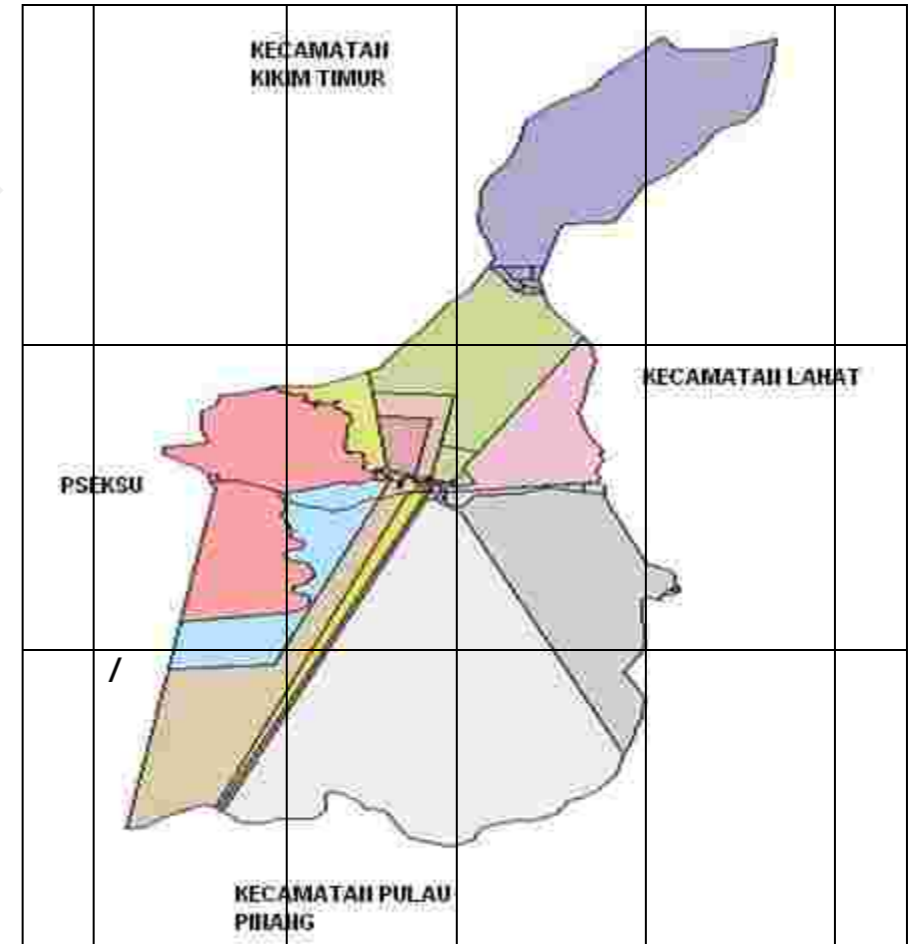 KECAMATAN
KIKIM TIMUR
KECAMATAN LAHAT
PSEKSU
/
KECAMATAN PULAU
PINANG